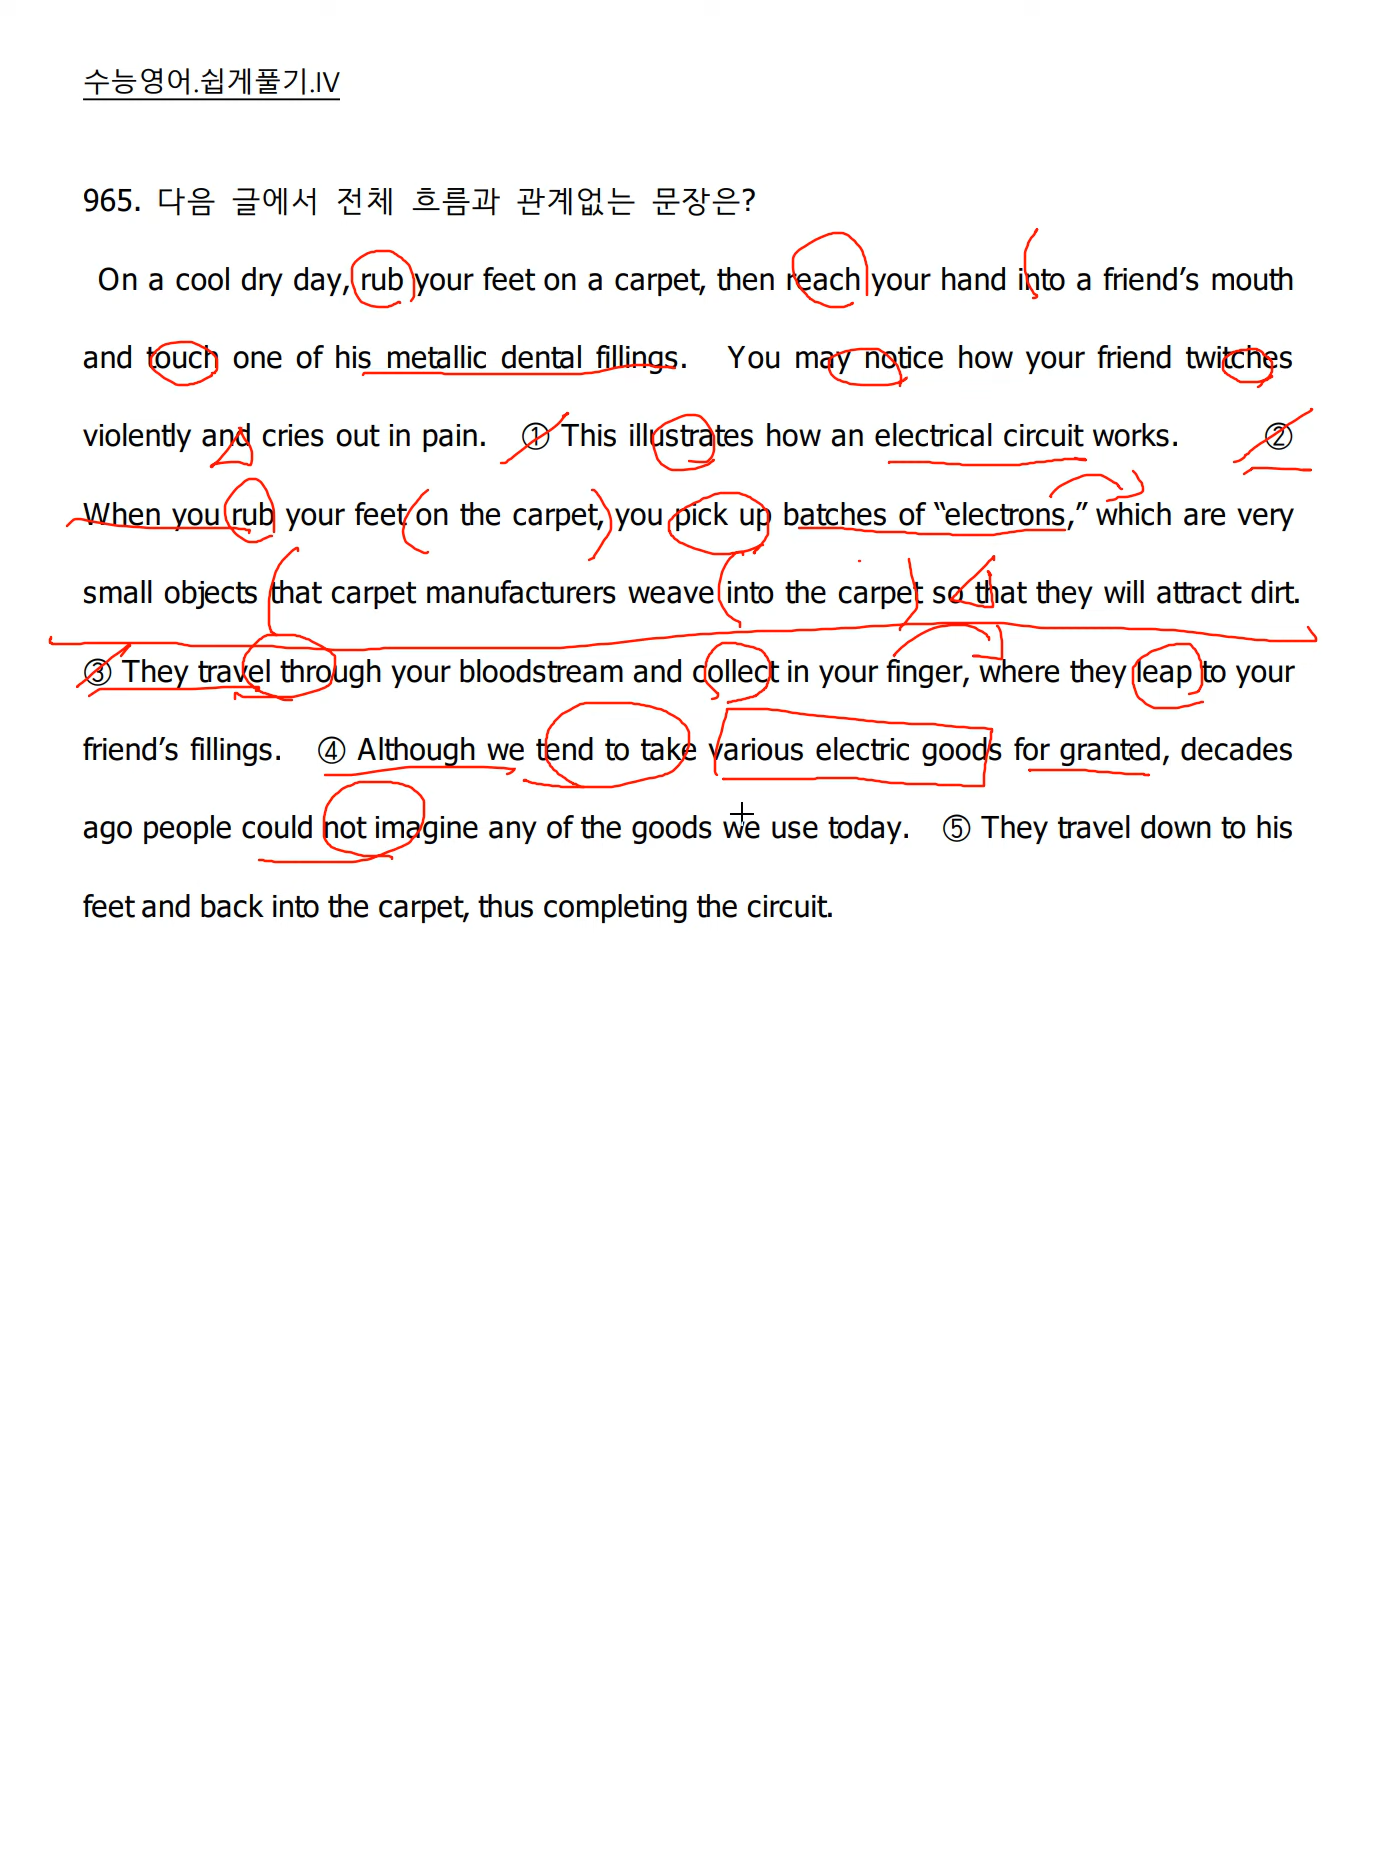 수능영어.쉽게풀기.IV
965. 다음 글에서 전체 흐름과 관계없는 문장은?
On a cool dry day, rub your feet on a carpet, then reach your hand into a friend’s mouth
and touch one of his metallic dental fillings. You may notice how your friend twitches
violently and cries out in pain. ① This illustrates how an electrical circuit works. ②
When you rub your feet on the carpet, you pick up batches of “electrons,” which are very
small objects that carpet manufacturers weave into the carpet so that they will attract dirt.
③ They travel through your bloodstream and collect in your finger, where they leap to your
friend’s fillings. ④ Although we tend to take various electric goods for granted, decades
ago people could not imagine any of the goods we use today. ⑤ They travel down to his
feet and back into the carpet, thus completing the circuit.